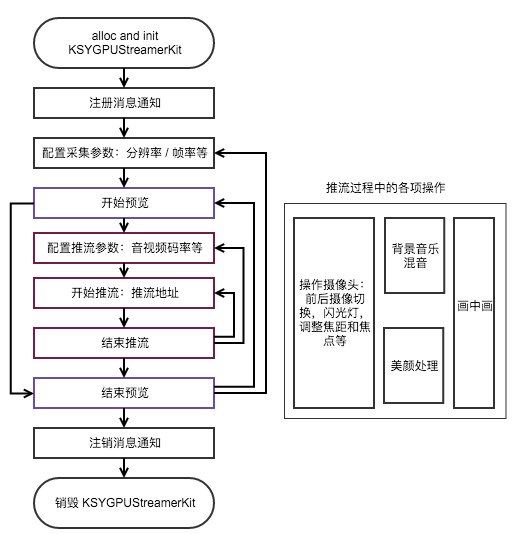 alloc and init
KSYGPUStreamerKit
注册消息通知
配置采集参数：分辨率 / 帧率等
开始预览
配置推流参数：音视频码率等
开始推流：推流地址
结束推流
结束预览
注销消息通知
销毁 KSYGPUStreamerKit
推流过程中的各项操作
操作摄像头：
前后摄像切
换，闪光灯，
调整焦距和焦
点等
背景音乐
混音
美颜处理
画中画